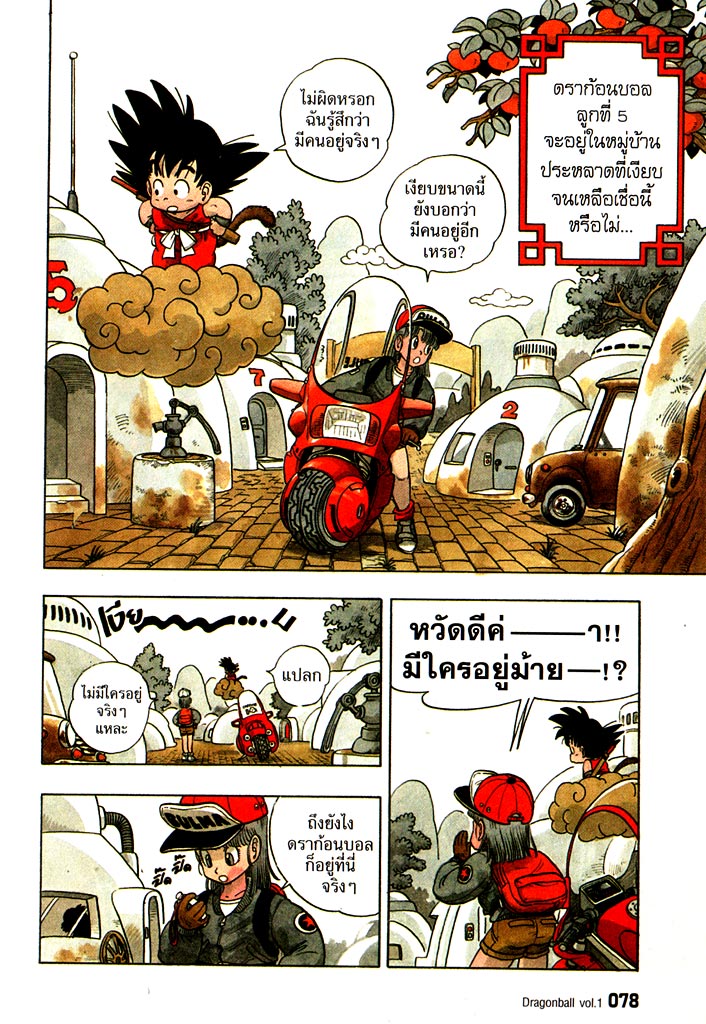 ดราก้อนบอล
ลูกที่ 5
จะอยู่ในหมู่บ้าน
ประหลาดที่เงียบ
จนเหลือเชื่อนี้
หรือไม่...
ไม่ผิดหรอก
ฉันรู้สึกว่า
มีคนอยู่จริงๆ
เงียบขนาดนี้
ยังบอกว่า
มีคนอยู่อีก
เหรอ?
5
7
2
หวัดดีค่———า!!
มีใครอยู่ม้าย—!?
แปลก
ไม่มีใครอยู่
จริงๆ
แหละ
BULMA
ปี๊ด
ปี๊ด
ถึงยังไง
ดราก้อนบอล
ก็อยู่ที่นี่
จริงๆ
Dragonball vol.1 078